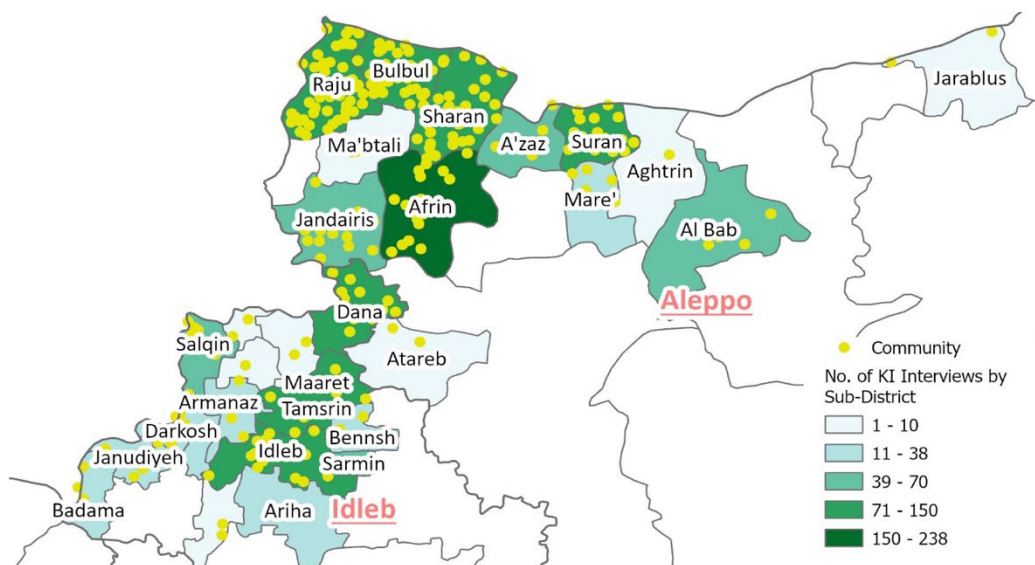 Bulbul
Raju
Jarablus
Sharan
Ma'btali
A'zaz
Suran
Aghtrin
Mare'
Afrin
Jandairis
Al Bab
Aleppo
Dana
Salqin
Atareb
Maaret
Tamsrin
Armanaz
Darkosh
Bennsh
Idleb
Janudiyeh
Sarmin
Badama
Ariha
Idleb
Community
No. of KI Interviews by
Sub-District
1 - 10
11 - 38
39 - 70
71 - 150
150 - 238